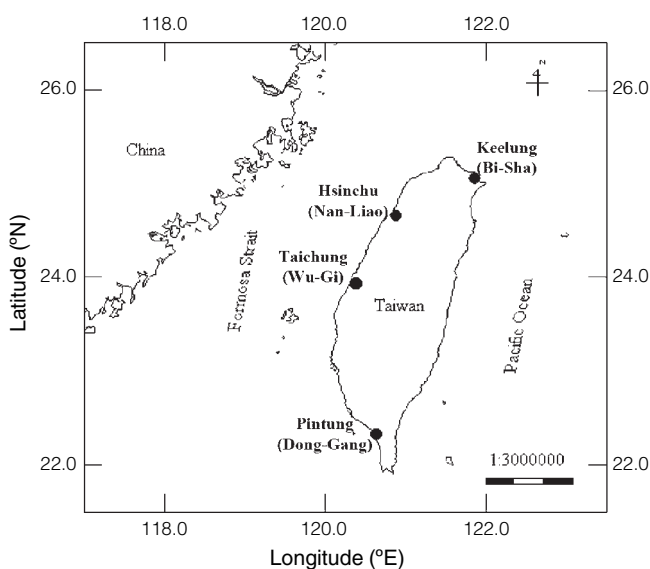 118.0 120.0 122.0
26.0 26.0
4
z
China
Keelung
(Bi-Sha)
Hsinchu
(Nan-Liao)
Taichung
(Wu-Gi)
Formosa Strait
Taiwan
Pacific Ocean
24.0 24.0
Pintung
(Dong-Gang)
22.0 22.0
1:3000000
118.0 120.0 122.0
Latitude (ºN)
Longitude (ºE)